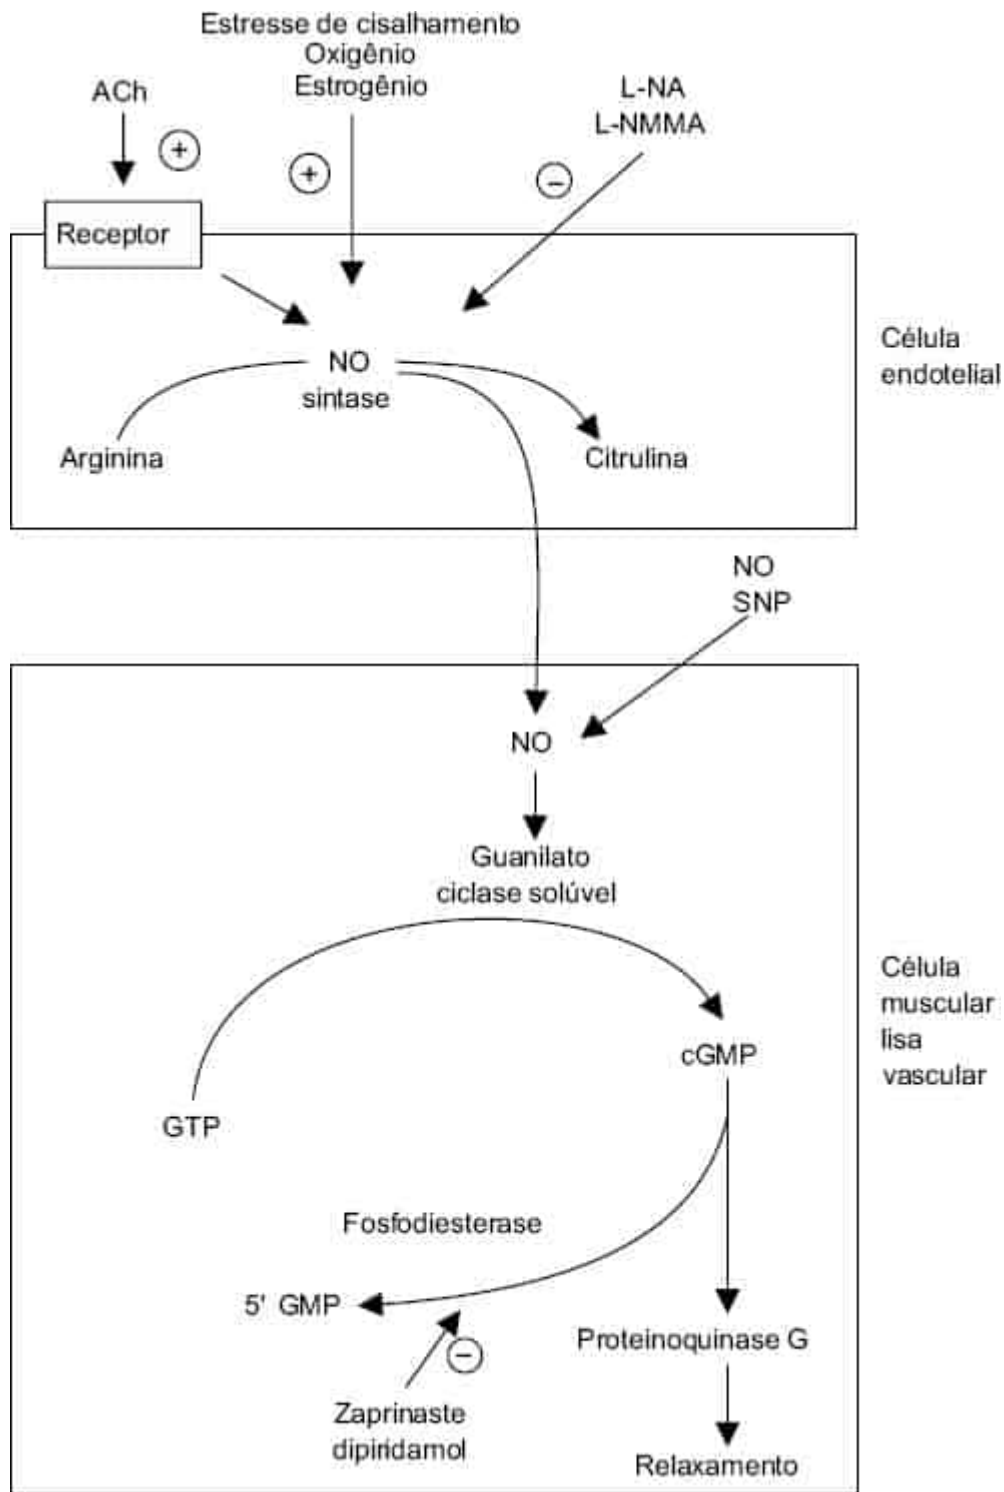 Estresse de cisalhamento
Oxigênio
Estrogênio
ACh
L-NA
L-NMMA
+
+
−
Receptor
Célula
endotelial
NO
sintase
Arginina
Citrulina
NO
SNP
NO
Guanilato
ciclase solúvel
Célula
muscular
lisa
vascular
cGMP
GTP
Fosfodiesterase
5' GMP
Proteinoquinase G
−
Zaprinaste
dipiridamol
Relaxamento